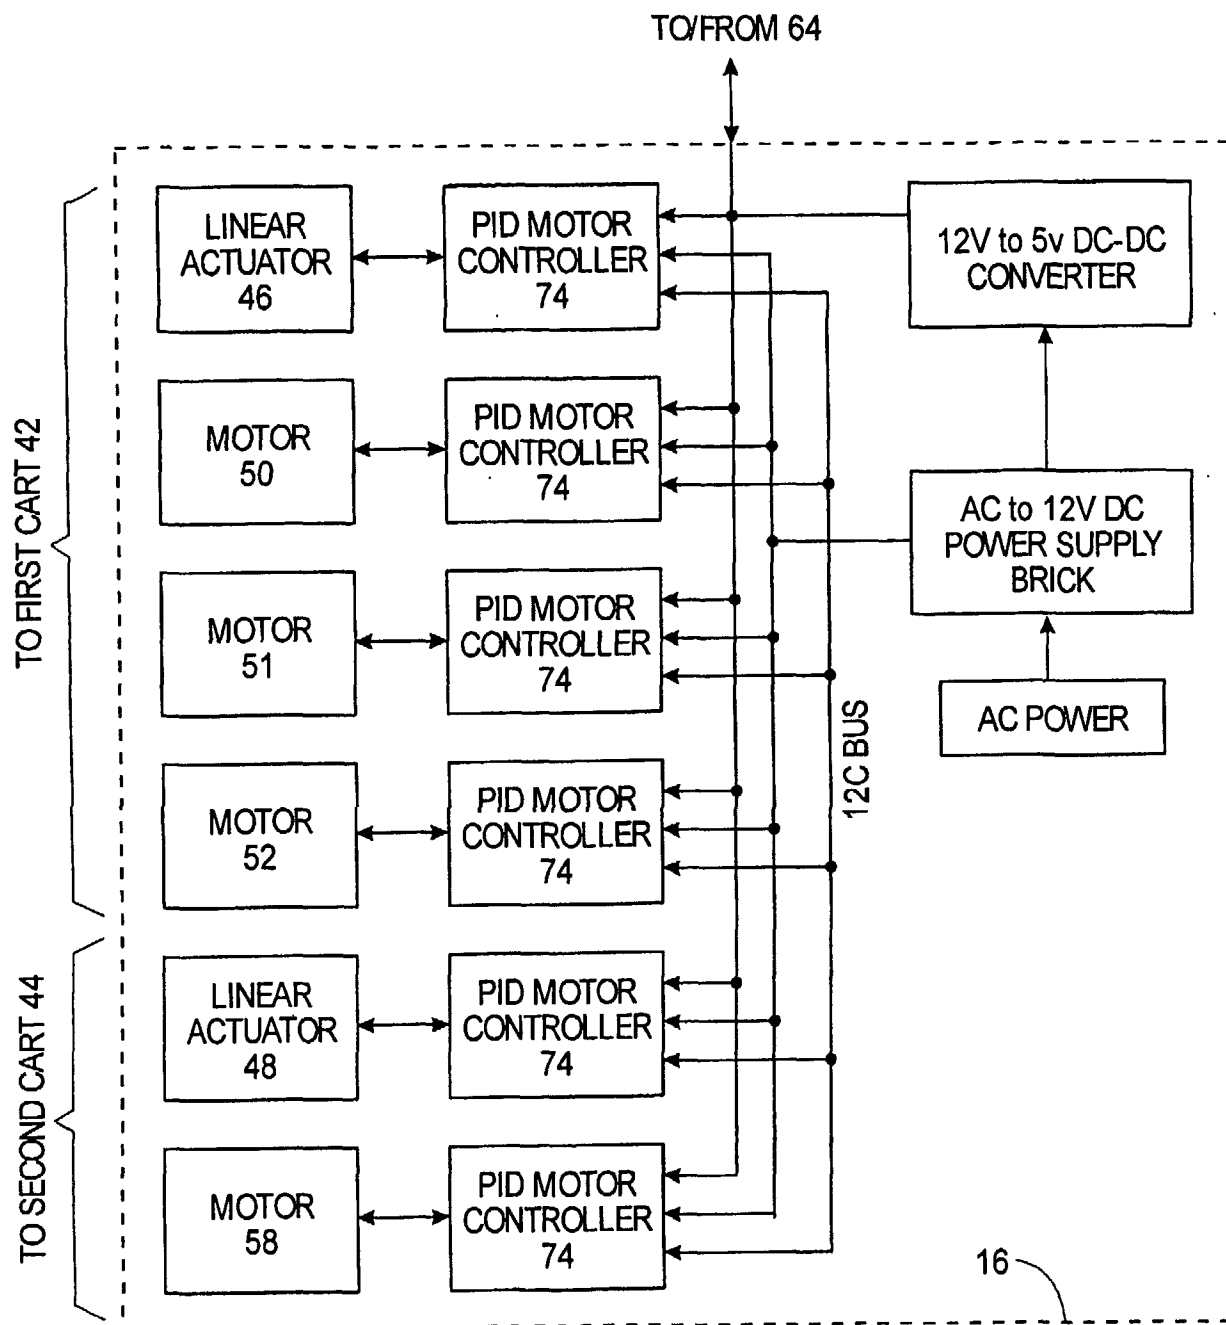 TO/FROM 64
LINEAR
ACTUATOR
46
PID MOTOR
CONTROLLER
74
12V to 5v DC-DC
CONVERTER
MOTOR
50
PID MOTOR
CONTROLLER
74
AC to 12V DC
POWER SUPPLY
BRICK
MOTOR
51
PID MOTOR
CONTROLLER
74
AC POWER
MOTOR
52
PID MOTOR
CONTROLLER
74
12C BUS
TO FIRST CART 42
LINEAR
ACTUATOR
48
PID MOTOR
CONTROLLER
74
MOTOR
58
PID MOTOR
CONTROLLER
74
TO SECOND CART 44
16